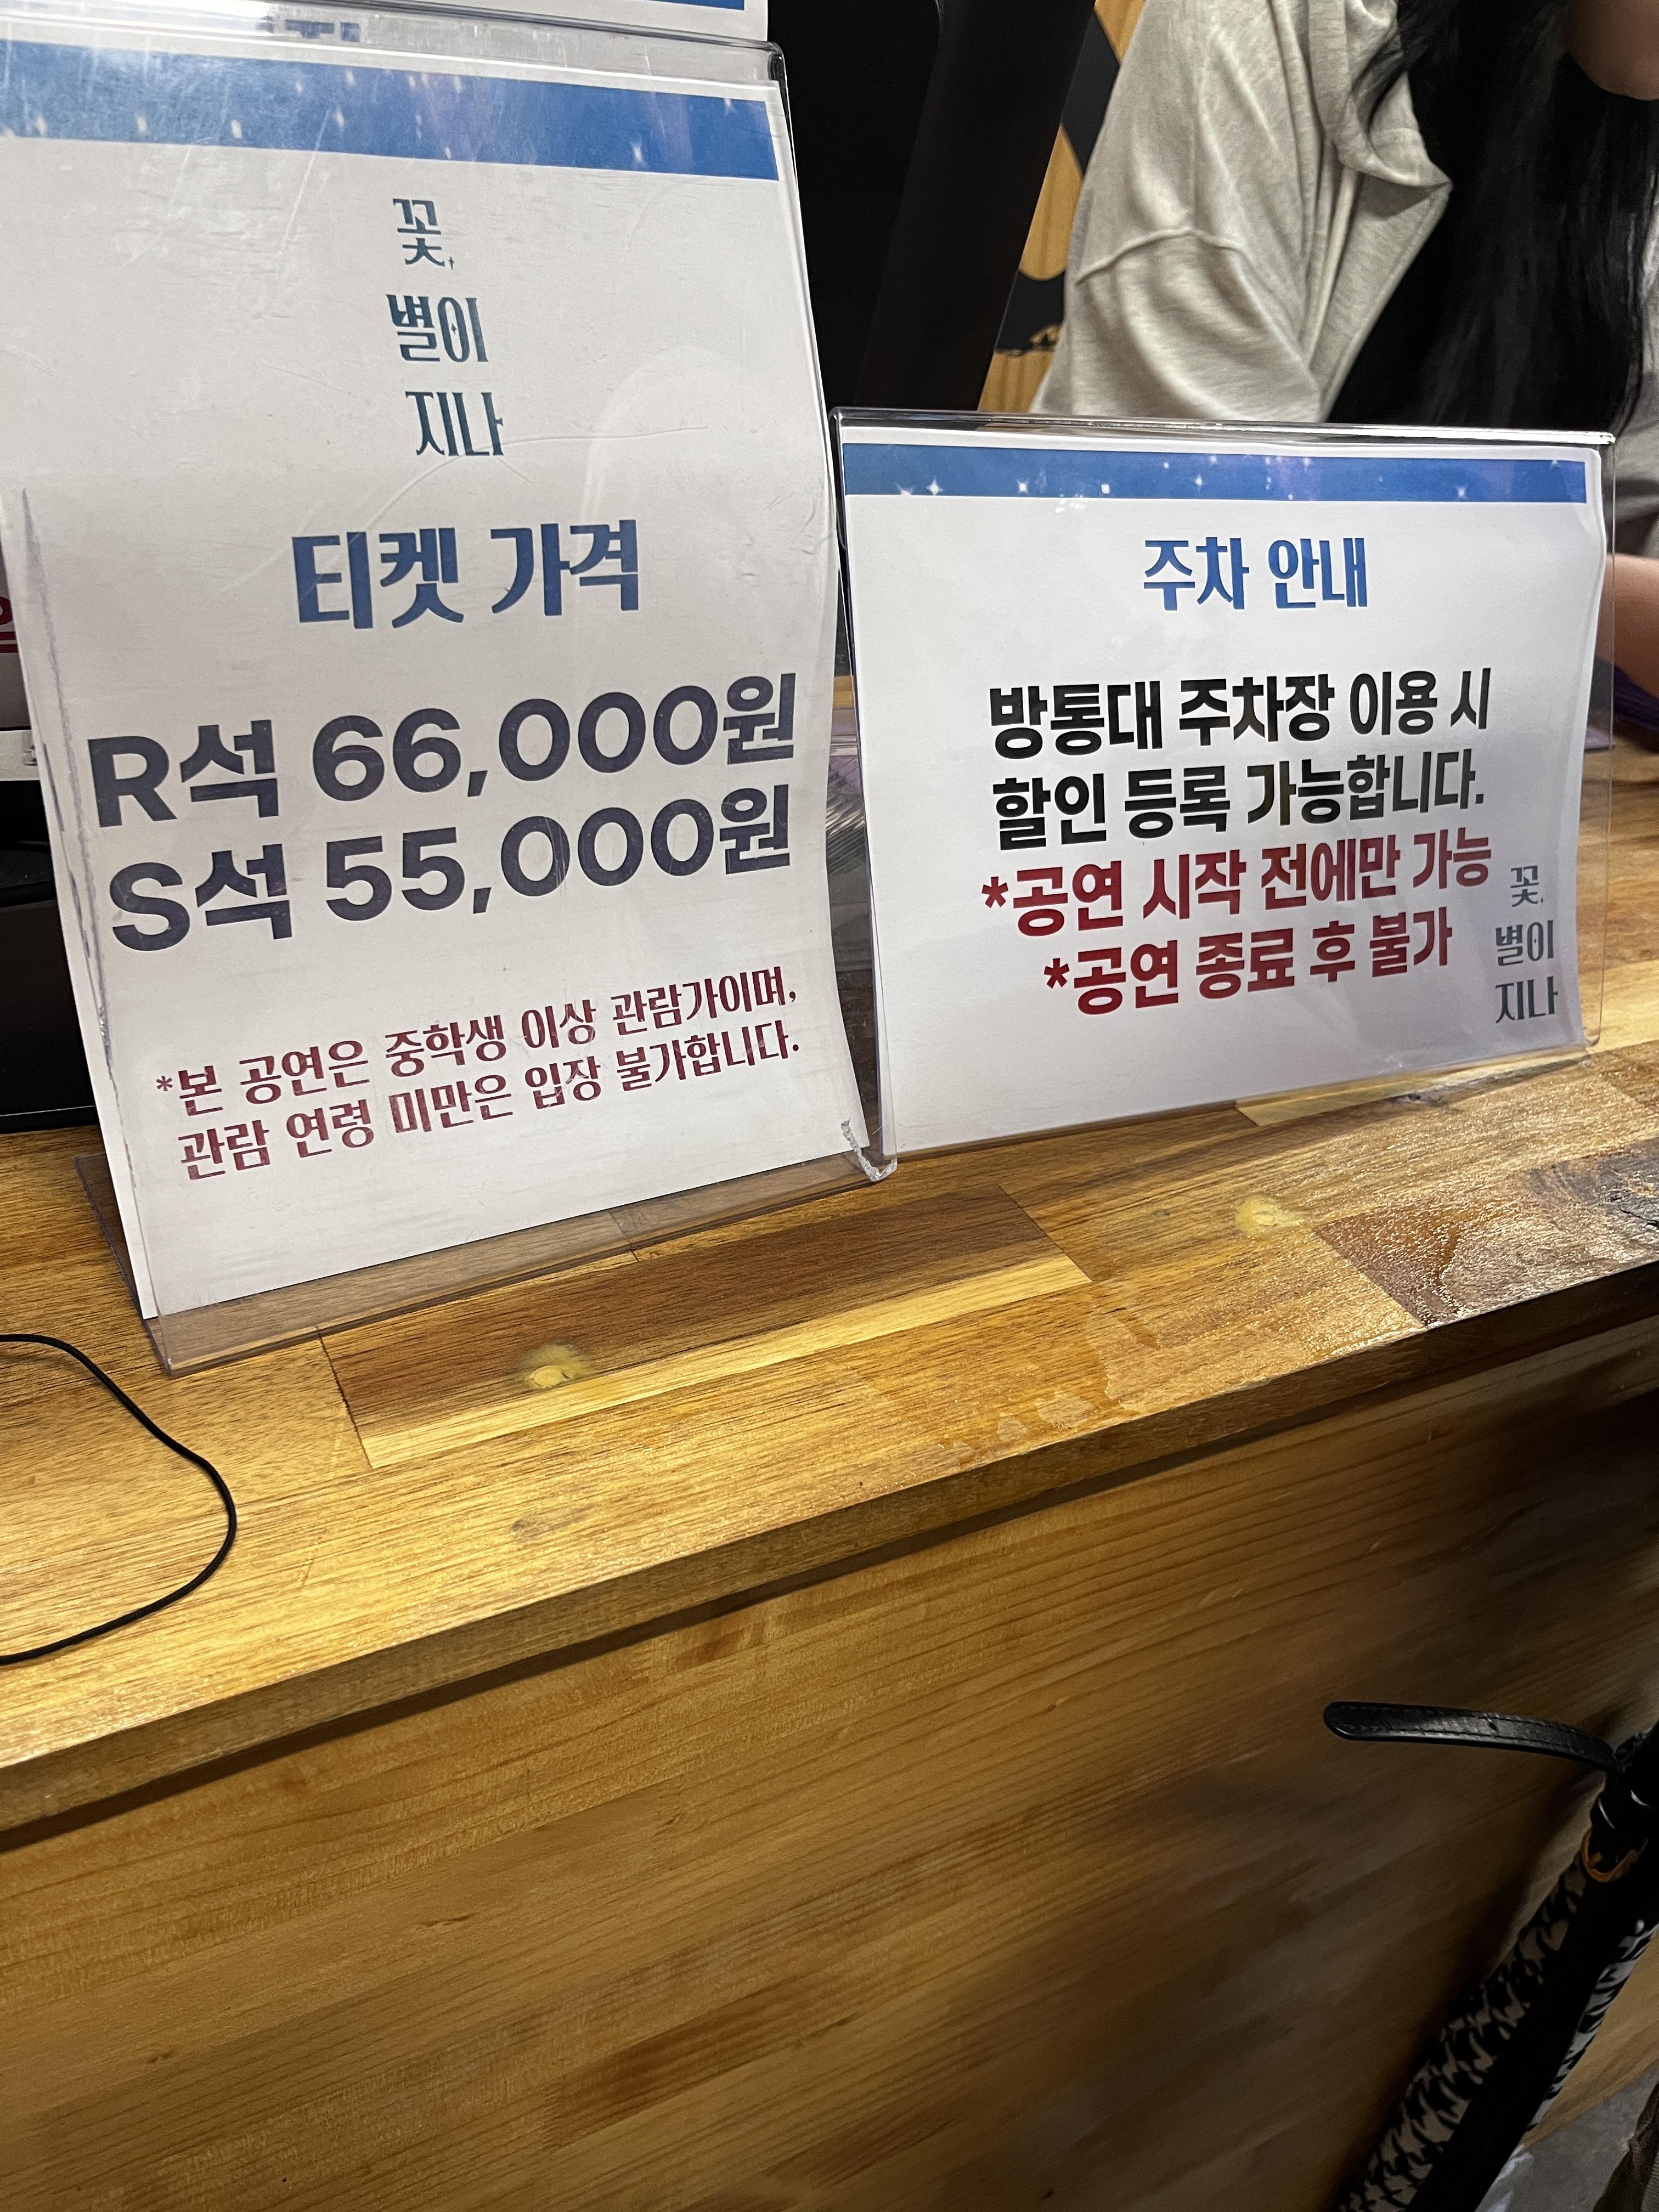 꽃,
별이
지나
티켓 가격
R석 66,000원
S석 55,000원
*본 공연은 중학생 이상 관람가이며,
관람 연령 미만은 입장 불가합니다.
주차 안내
방통대 주차장 이용 시
할인 등록 가능합니다.
*공연 시작 전에만 가능
*공연 종료 후 불가
꽃,
별이
지나